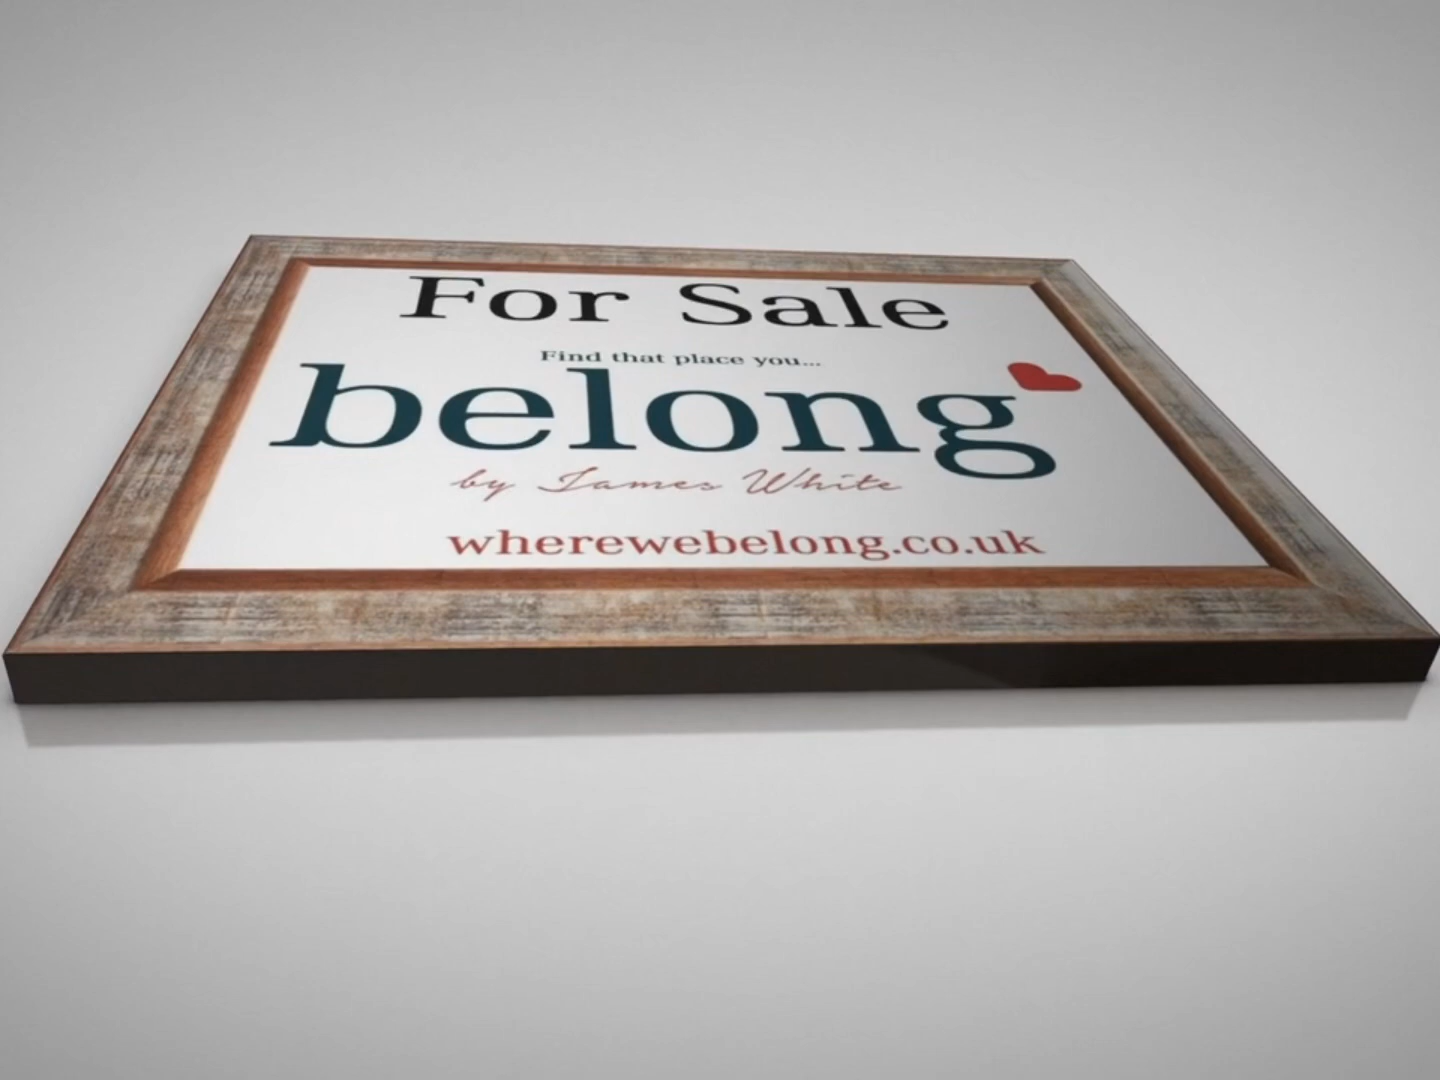 For Sale
Find that place you...
belong
by James White
wherewebelong.co.uk